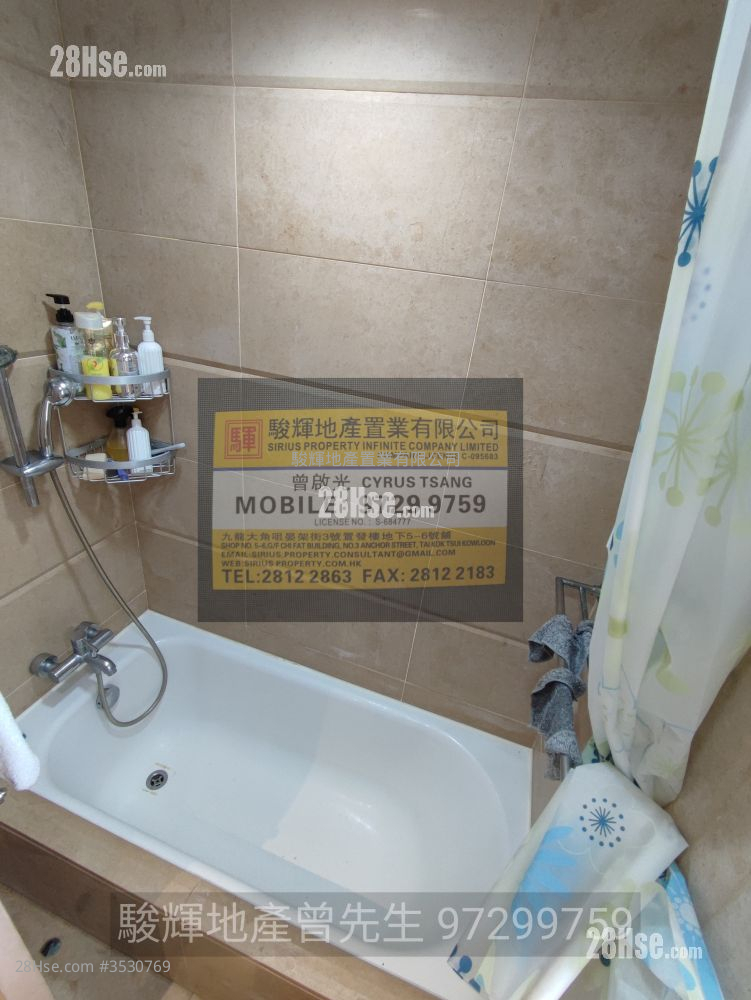 28Hse.com
駿輝地產置業有限公司
SIRIUS PROPERTY INFINITE COMPANY LIMITED
C-095683
駿輝地產置業有限公司
曾啟光 CYRUS TSANG
MOBILE: 9729 9759
28Hse.com
LICENSE NO.: S-684777
九龍大角咀晏架街3號置發樓地下5-6號舖
SHOP NO. 5-6,G/F CHI FAT BUILDING, NO.3 ANCHOR STREET, TAI KOK TSUI KOWLOON
EMAIL:SIRIUS.PROPERTY.CONSULTANT@GMAIL.COM
WEB:SIRIUS.PROPERTY.COM.HK
TEL:2812 2863 FAX: 2812 2183
駿輝地產曾先生 97299759
28Hse.com
28Hse.com #3530769